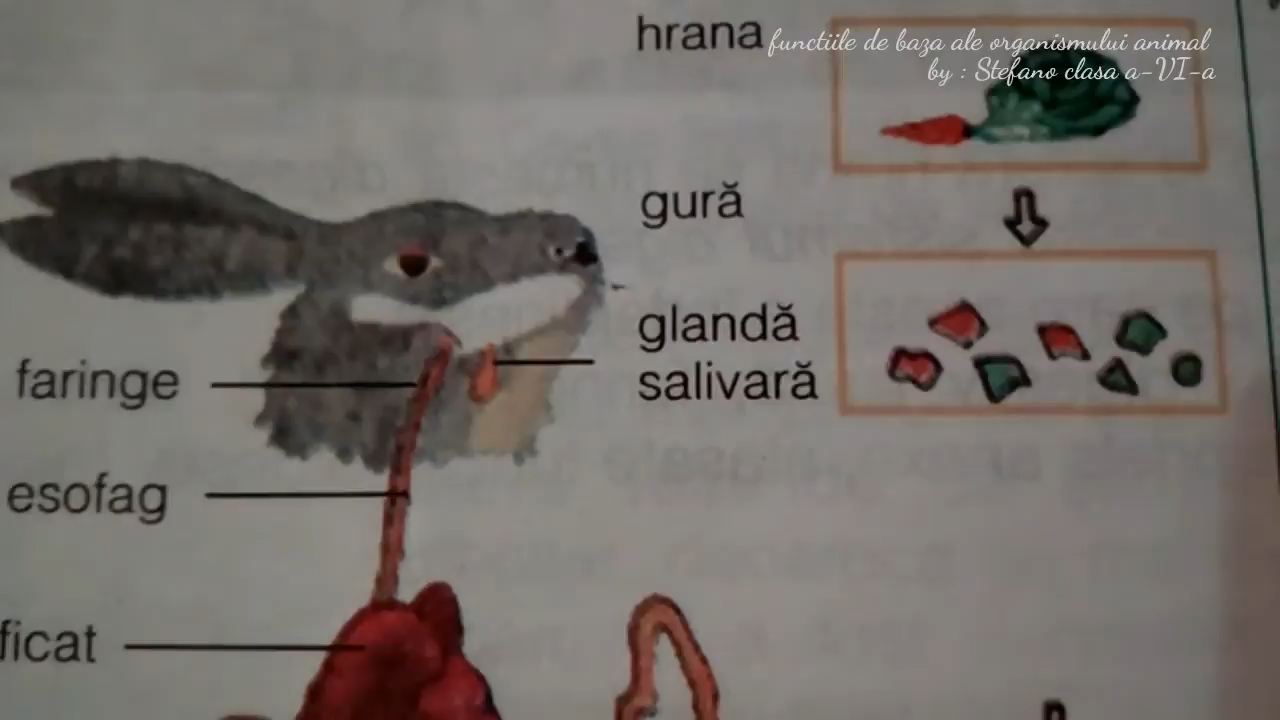 hrana
functiile de baza ale organismului animal
by : Stefano clasa a-VI-a
gură
glandă
salivară
faringe
esofag
ficat